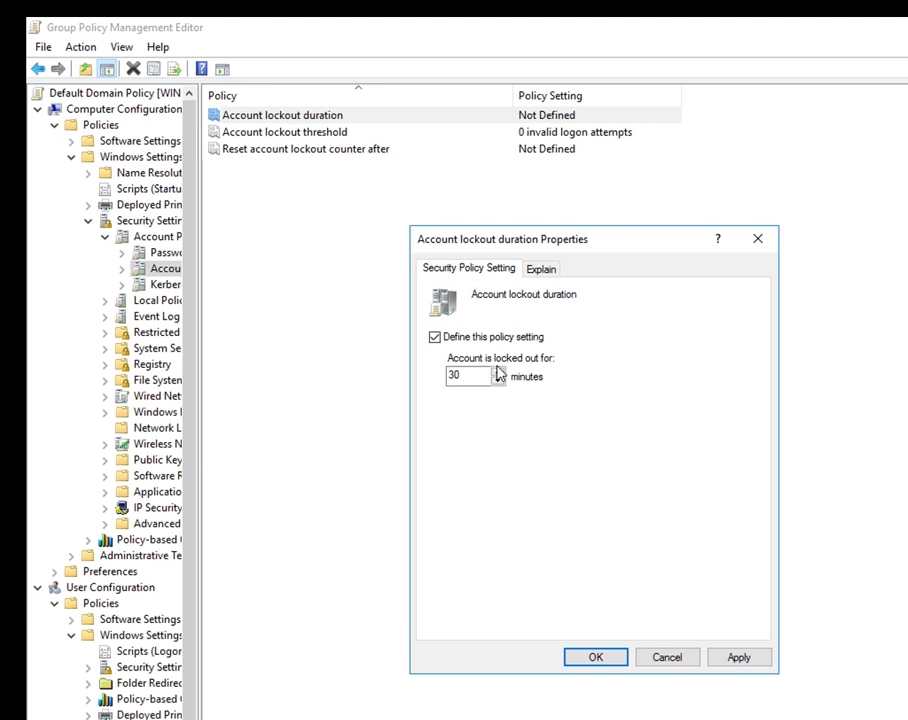 Group Policy Management Editor
File Action View Help
Default Domain Policy [WIN
Computer Configuration
Policies
Software Settings
Windows Settings
Name Resolut
Scripts (Startu
Deployed Prin
Security Settin
Account P
Passwo
Accou
Kerber
Local Polic
Event Log
Restricted
System Se
Registry
File System
Wired Net
Windows
Network L
Wireless N
Public Key
Software R
Applicatio
IP Security
Advanced
Policy-based
Administrative Te
Preferences
User Configuration
Policies
Software Settings
Windows Settings
Scripts (Logon
Security Settin
Folder Redirec
Policy-based
Deployed Prin
Policy Policy Setting
Account lockout duration Not Defined
Account lockout threshold 0 invalid logon attempts
Reset account lockout counter after Not Defined
Account lockout duration Properties ?
Security Policy Setting Explain
Account lockout duration
Define this policy setting
Account is locked out for:
30 minutes
OK Cancel Apply